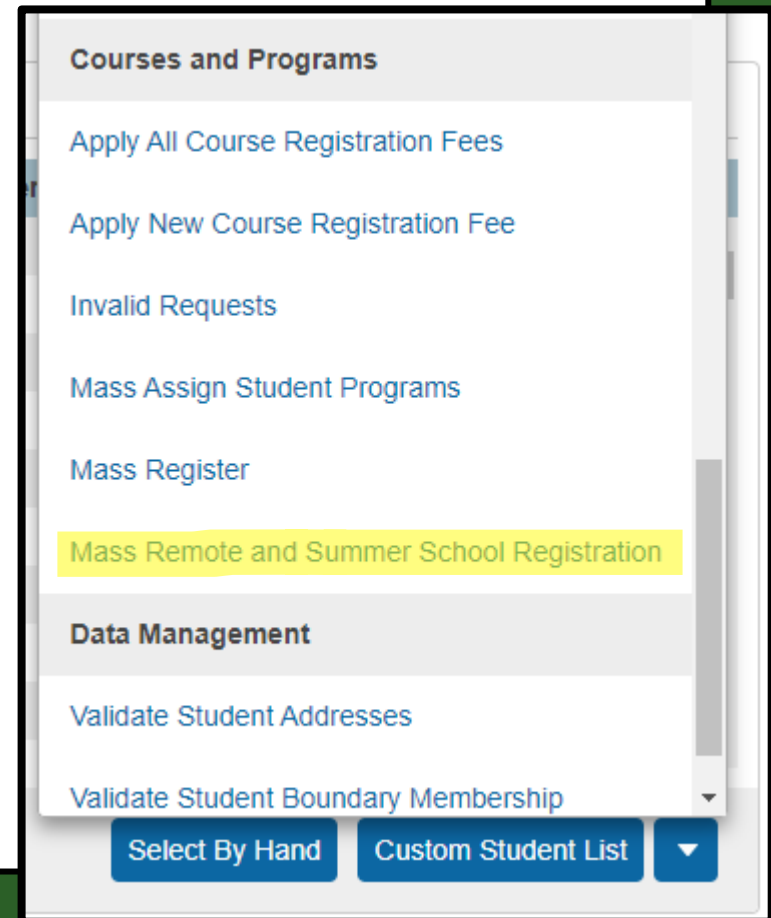 Courses and Programs
Apply All Course Registration Fees
Apply New Course Registration Fee
Invalid Requests
Mass Assign Student Programs
Mass Register
Mass Remote and Summer School Registration
Data Management
Validate Student Addresses
Validate Student Boundary Membership
Select By Hand
Custom Student List